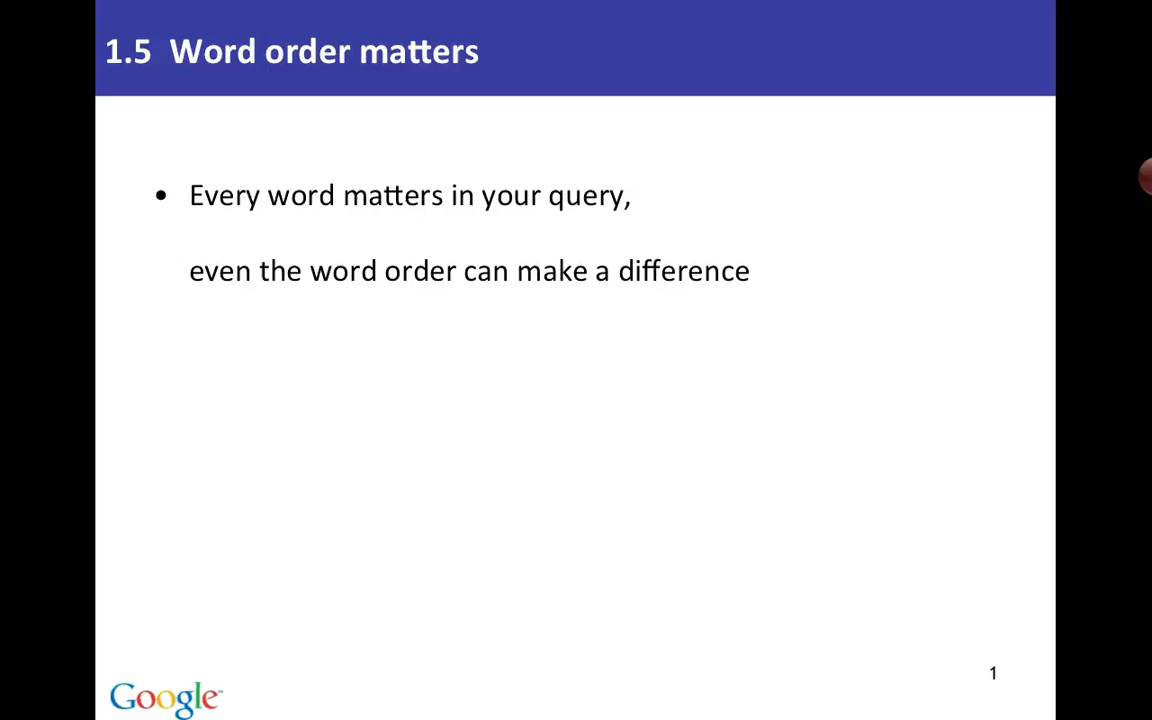 1.5 Word order matters
• Every word matters in your query,
even the word order can make a difference
1
Google™